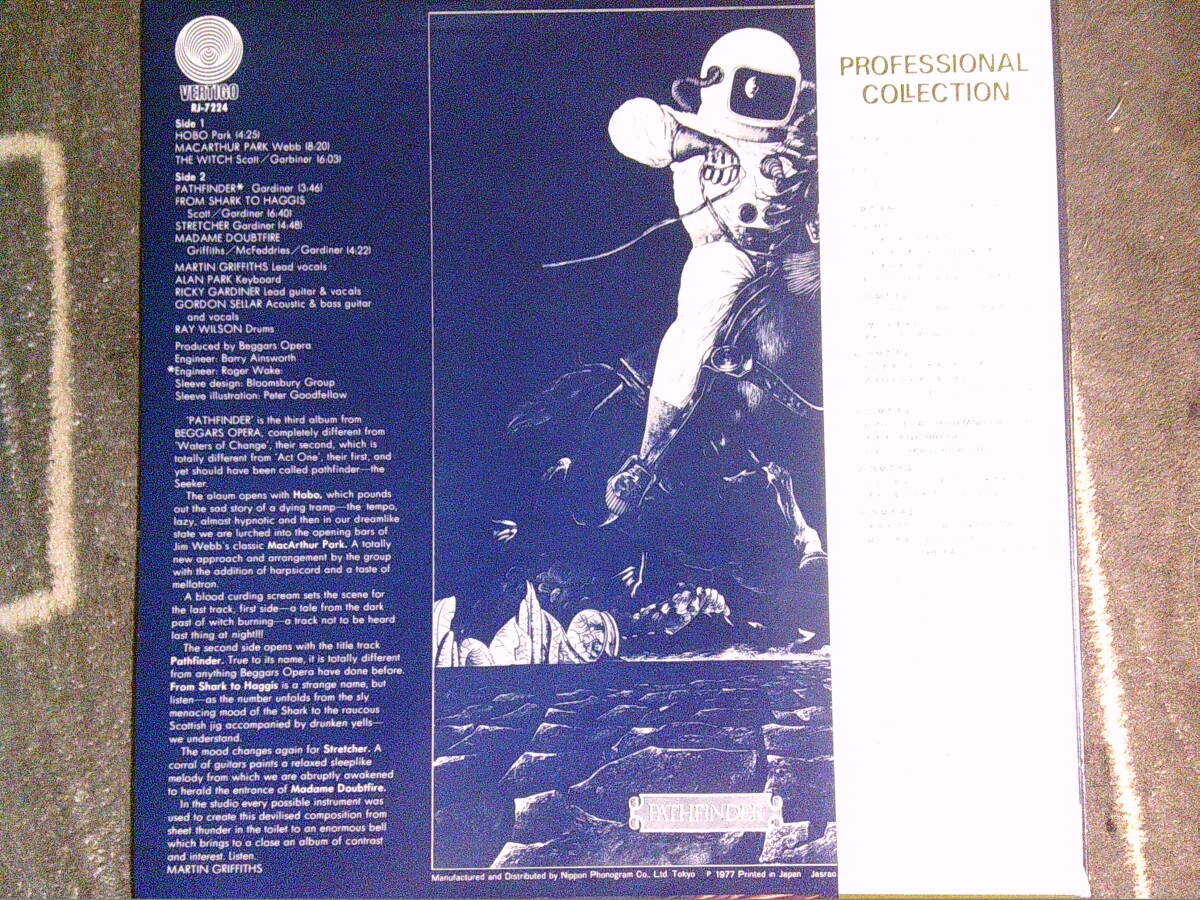 VERTIGO
RJ-7224
Side 1
HOBO Park (4:25)
MACARTHUR PARK Webb (8:20)
THE WITCH Scott/Garbiner (6:03)
Side 2
PATHFINDER* Gardiner (3:46)
FROM SHARK TO HAGGIS
Scott/Gardiner (6:40)
STRETCHER Gardiner (4:48)
MADAME DOUBTFIRE
Griffiths/McFeddries/Gardiner (4:22)
MARTIN GRIFFITHS Lead vocals
ALAN PARK Keyboard
RICKY GARDINER Lead guitar & vocals
GORDON SELLAR Acoustic & bass guitar
and vocals
RAY WILSON Drums
Produced by Beggars Opera
Engineer: Barry Ainsworth
*Engineer: Roger Wake
Sleeve design: Bloomsbury Group
Sleeve illustration: Peter Goodfellow
'PATHFINDER' is the third album from
BEGGARS OPERA, completely different from
'Waters of Change', their second, which is
totally different from 'Act One', their first, and
yet should have been called pathfinder—the
Seeker.
The alaum opens with Hobo, which pounds
out the sad story of a dying tramp—the tempo,
lazy, almost hypnotic and then in our dreamlike
state we are lurched into the opening bars of
Jim Webb's classic MacArthur Park. A totally
new approach and arrangement by the group
with the addition of harpsicord and a taste of
mellotron.
A blood curding scream sets the scene for
the last track, first side—a tale from the dark
past of witch burning—a track not to be heard
last thing at night!!!
The second side opens with the title track
Pathfinder. True to its name, it is totally different
from anything Beggars Opera have done before.
From Shark to Haggis is a strange name, but
listen—as the number unfolds from the sly
menacing mood of the Shark to the raucous
Scottish jig accompanied by drunken yells—
we understand.
The mood changes again for Stretcher. A
corral of guitars paints a relaxed sleeplike
melody from which we are abruptly awakened
to herald the entrance of Madame Doubtfire.
In the studio every possible instrument was
used to create this devilised composition from
sheet thunder in the toilet to an enormous bell
which brings to a close an album of contrast
and interest. Listen.
MARTIN GRIFFITHS
PATHFINDER
Manufactured and Distributed by Nippon Phonogram Co., Ltd. Tokyo P 1977 Printed in Japan Jasrac
PROFESSIONAL
COLLECTION